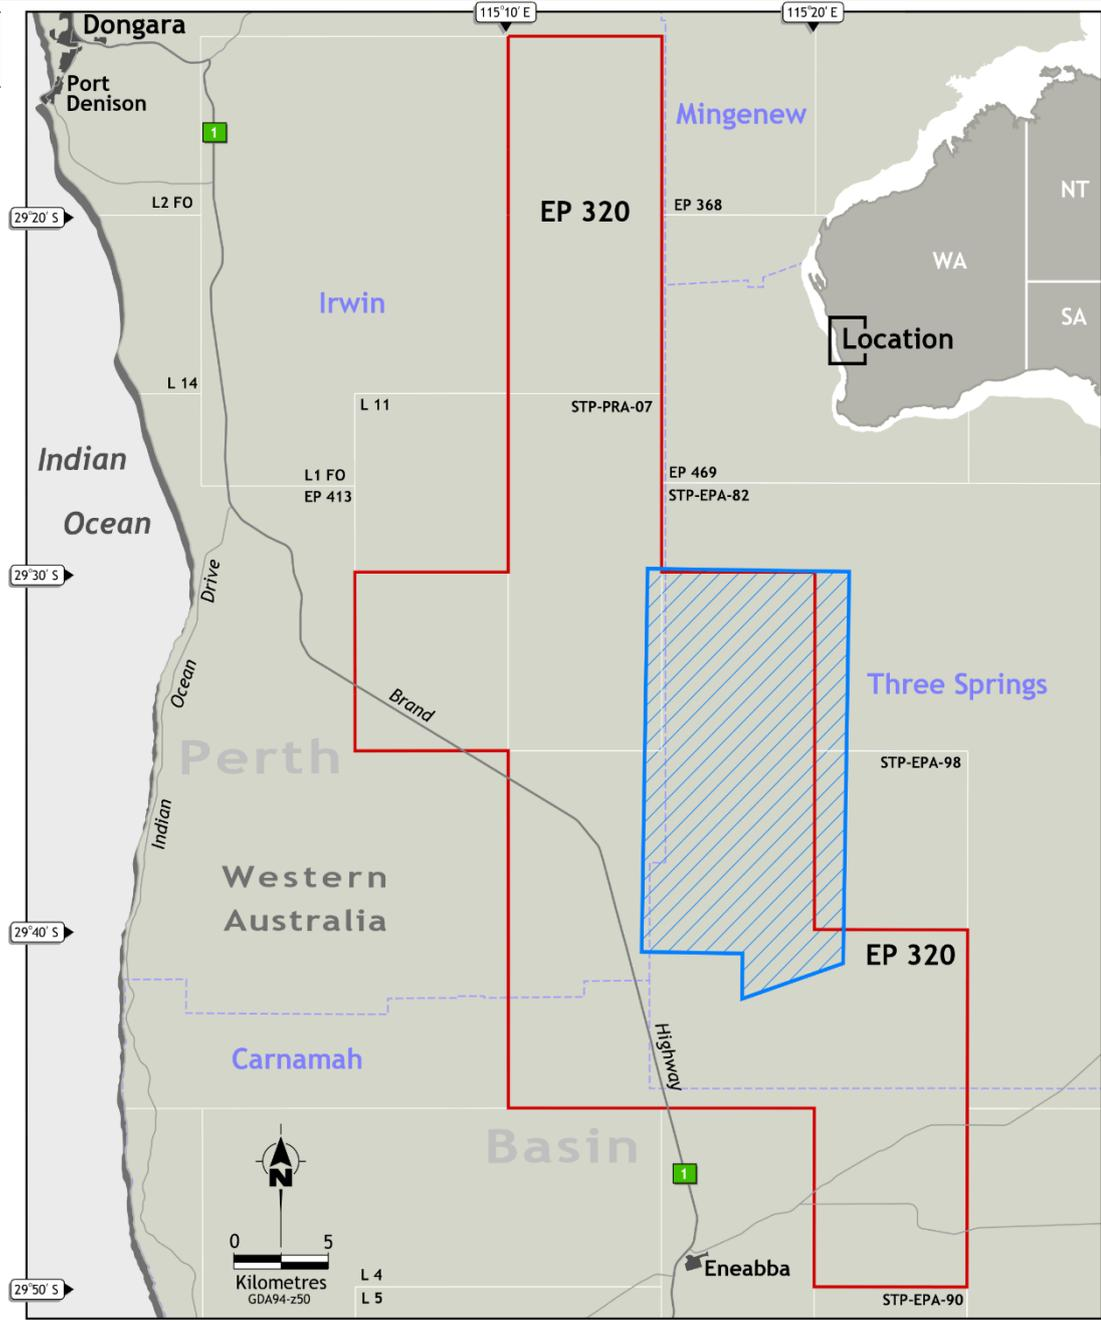 115°10' E
115°20' E
Dongara
Port
Denison
1
Mingenew
NT
L2 FO
EP 320
EP 368
29°20' S
WA
Irwin
SA
Location
L 14
L 11
STP-PRA-07
Indian
Ocean
L1 FO
EP 469
EP 413
STP-EPA-82
29°30' S
Indian Ocean Drive
Three Springs
Brand Highway
Perth
STP-EPA-98
Western
Australia
29°40' S
EP 320
Carnamah
Basin
N
1
0 5
Kilometres
GDA94-z50
Eneabba
L 4
29°50' S
L 5
STP-EPA-90